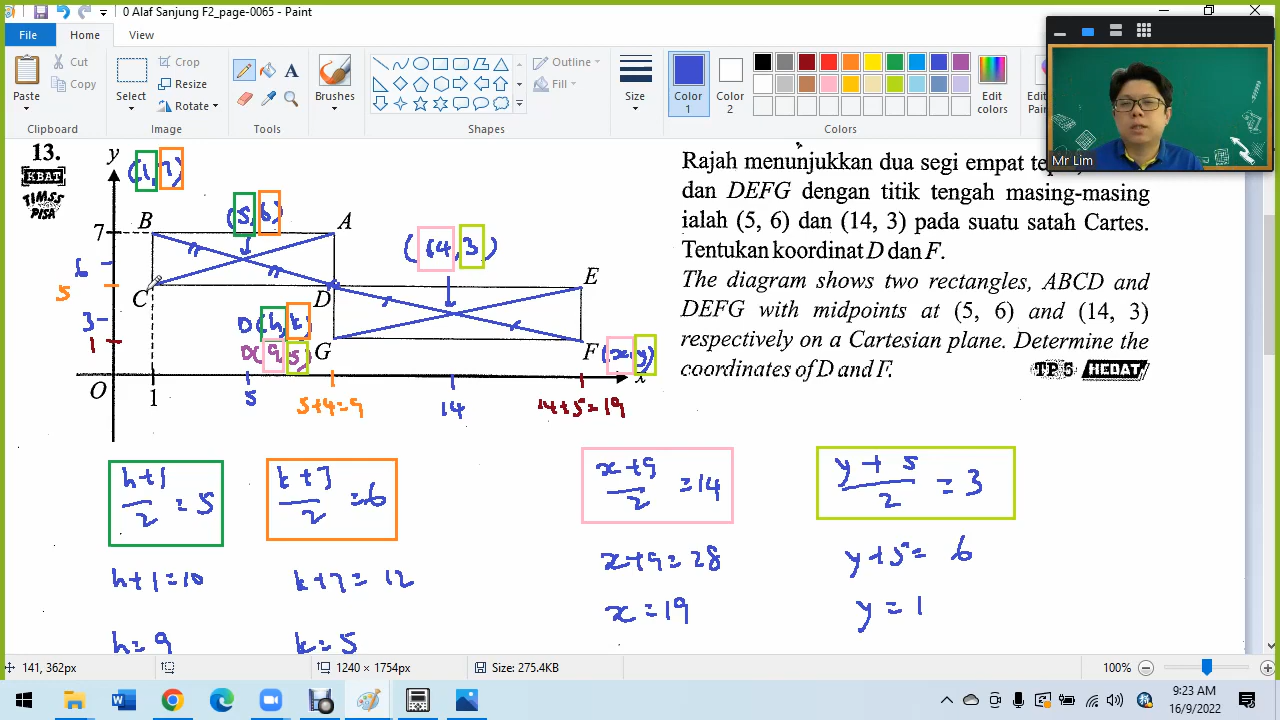 0 Alaf Sanjung F2_page-0065 - Paint
File
Home
View
Paste
Cut
Copy
Clipboard
Select
Crop
Resize
Rotate
Image
A
Tools
Brushes
Shapes
Outline
Fill
Size
Color 1
Color 2
Colors
Edit colors
Mr Lim
13.
KBAT
TIMSS
PISA
y
(1, 7)
(5, 6)
(14, 3)
B
A
7
6
5
C
D
E
3
D(h, k)
D(9, 5)
1
G
F(x, y)
O
1
5
5+4=9
14
14+5=19
x
Rajah menunjukkan dua segi empat
dan DEFG dengan titik tengah masing-masing
ialah (5, 6) dan (14, 3) pada suatu satah Cartes.
Tentukan koordinat D dan F.
The diagram shows two rectangles, ABCD and
DEFG with midpoints at (5, 6) and (14, 3)
respectively on a Cartesian plane. Determine the
coordinates of D and F.
TP 5 HEBAT
h+1/2 = 5
k+7/2 = 6
x+9/2 = 14
y+5/2 = 3
h+1=10
k+7=12
x+9=28
y+5=6
h=9
k=5
x=19
y=1
141, 362px
1240 × 1754px
Size: 275.4KB
100%
9:23 AM
16/9/2022